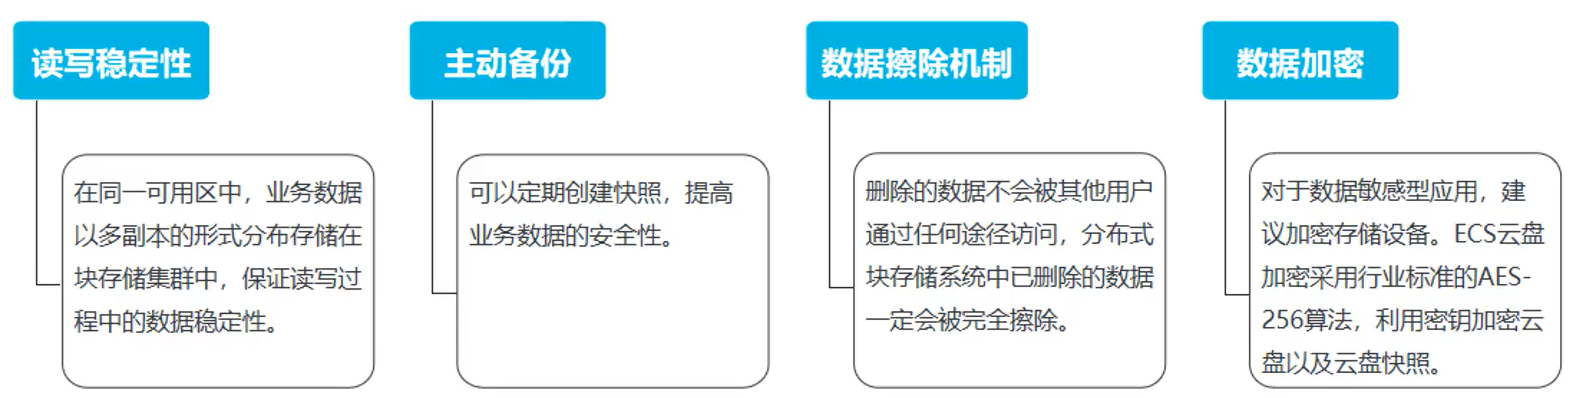 读写稳定性
在同一可用区中，业务数据
以多副本的形式分布存储在
块存储集群中，保证读写过
程中的数据稳定性。
主动备份
可以定期创建快照，提高
业务数据的安全性。
数据擦除机制
删除的数据不会被其他用户
通过任何途径访问，分布式
块存储系统中已删除的数据
一定会被完全擦除。
数据加密
对于数据敏感型应用，建
议加密存储设备。ECS云盘
加密采用行业标准的AES-
256算法，利用密钥加密云
盘以及云盘快照。